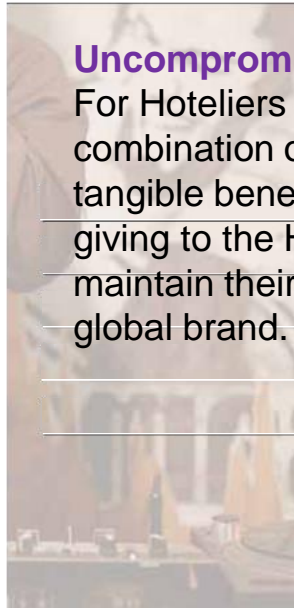 Uncomprom
For Hoteliers
combination
tangible bene
giving to the
maintain their
global brand.